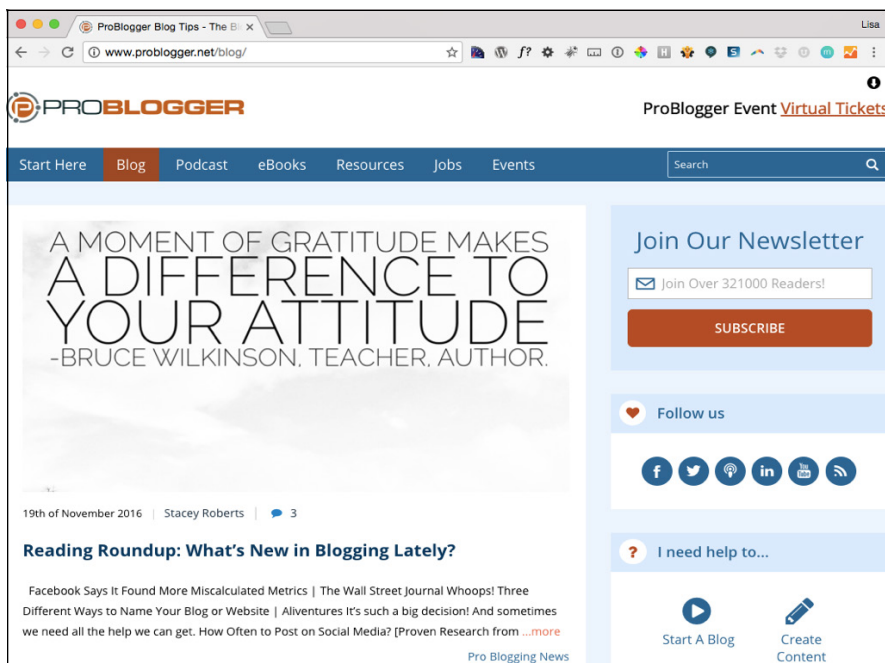 ProBlogger Blog Tips - The Bl
Lisa
www.problogger.net/blog/
f?
PROBLOGGER
ProBlogger Event Virtual Tickets
Start Here Blog Podcast eBooks Resources Jobs Events Search
A MOMENT OF GRATITUDE MAKES
A DIFFERENCE TO
YOUR ATTITUDE
-BRUCE WILKINSON, TEACHER, AUTHOR.
Join Our Newsletter
Join Over 321000 Readers!
SUBSCRIBE
Follow us
19th of November 2016 Stacey Roberts 3
Reading Roundup: What's New in Blogging Lately?
Facebook Says It Found More Miscalculated Metrics | The Wall Street Journal Whoops! Three
Different Ways to Name Your Blog or Website | Aliventures It's such a big decision! And sometimes
we need all the help we can get. How Often to Post on Social Media? [Proven Research from ...more
Pro Blogging News
I need help to...
Start A Blog
Create
Content